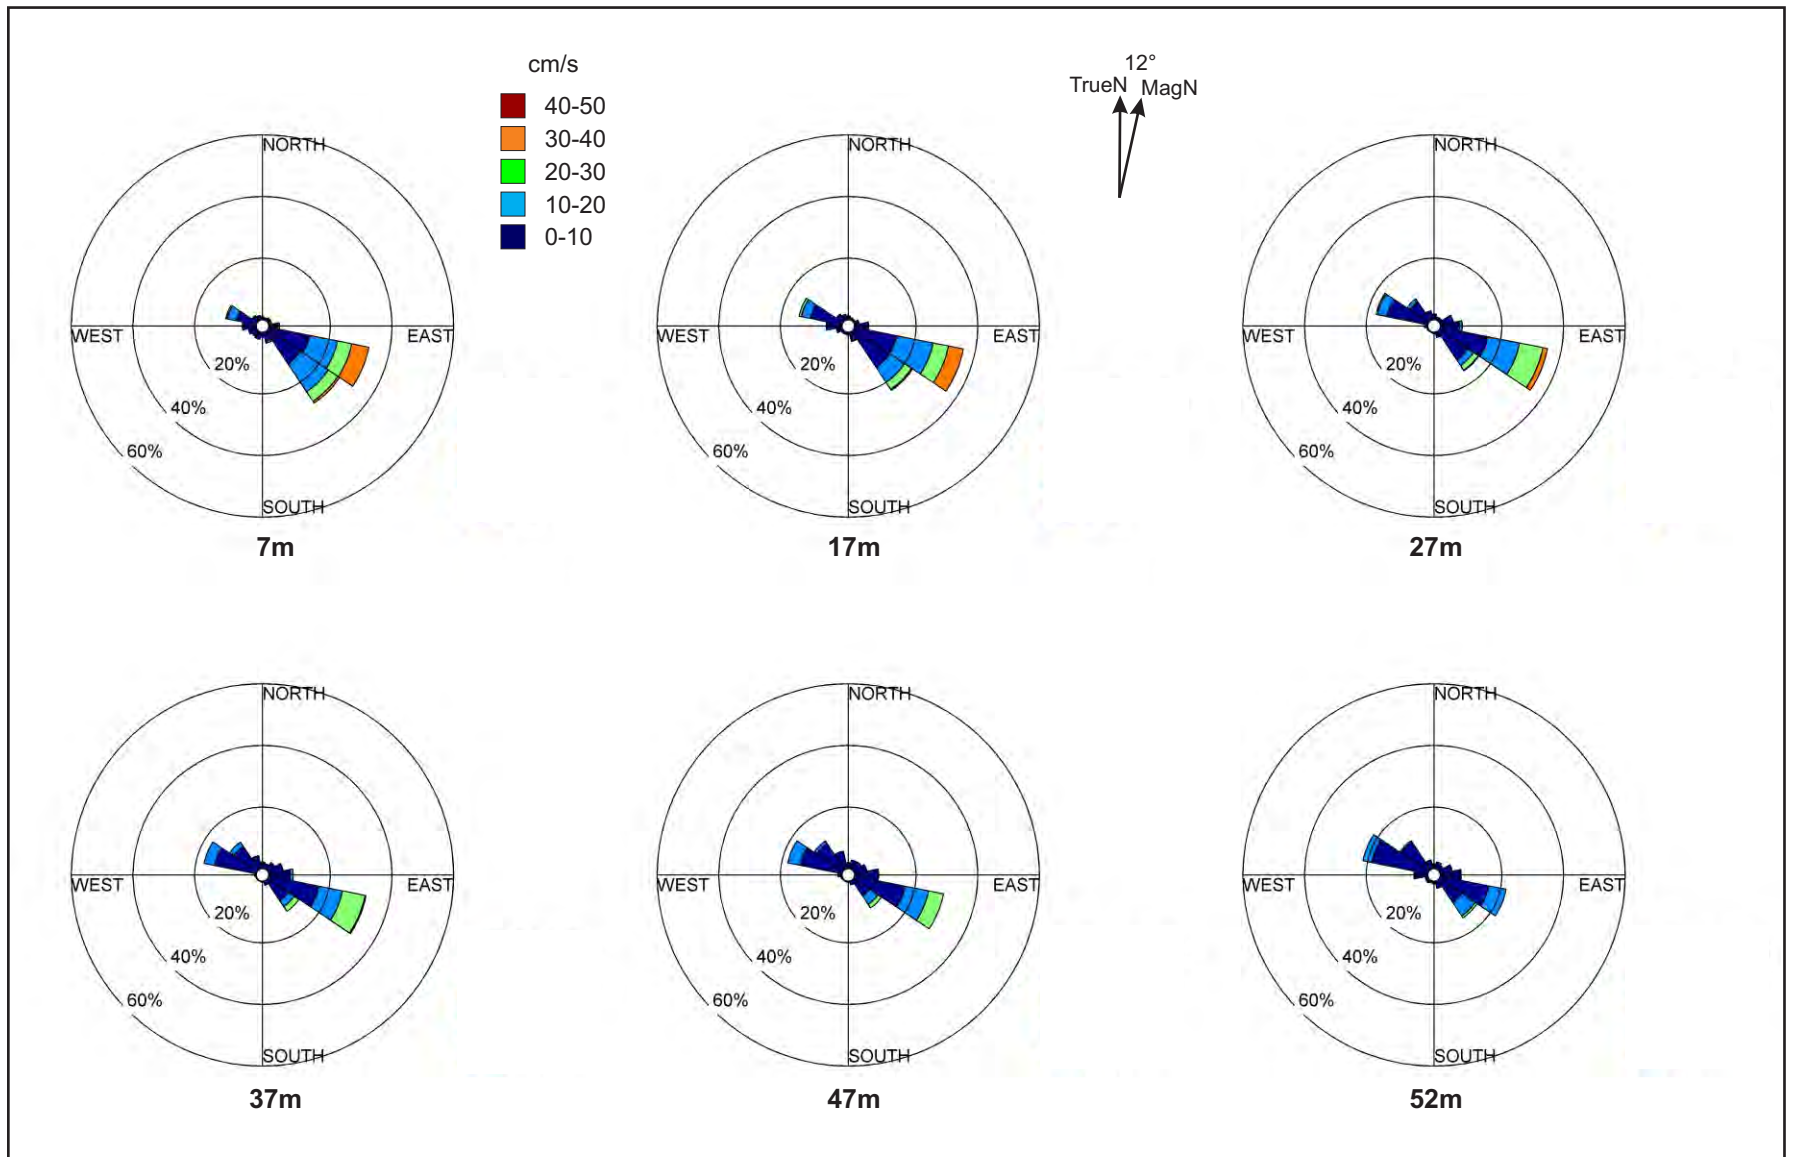 cm/s
40-50
30-40
20-30
10-20
0-10
12°
TrueN MagN
NORTH
WEST
EAST
20%
40%
60%
SOUTH
7m
NORTH
WEST
EAST
20%
40%
60%
SOUTH
17m
NORTH
WEST
EAST
20%
40%
60%
SOUTH
27m
NORTH
WEST
EAST
20%
40%
60%
SOUTH
37m
NORTH
WEST
EAST
20%
40%
60%
SOUTH
47m
NORTH
WEST
EAST
20%
40%
60%
SOUTH
52m